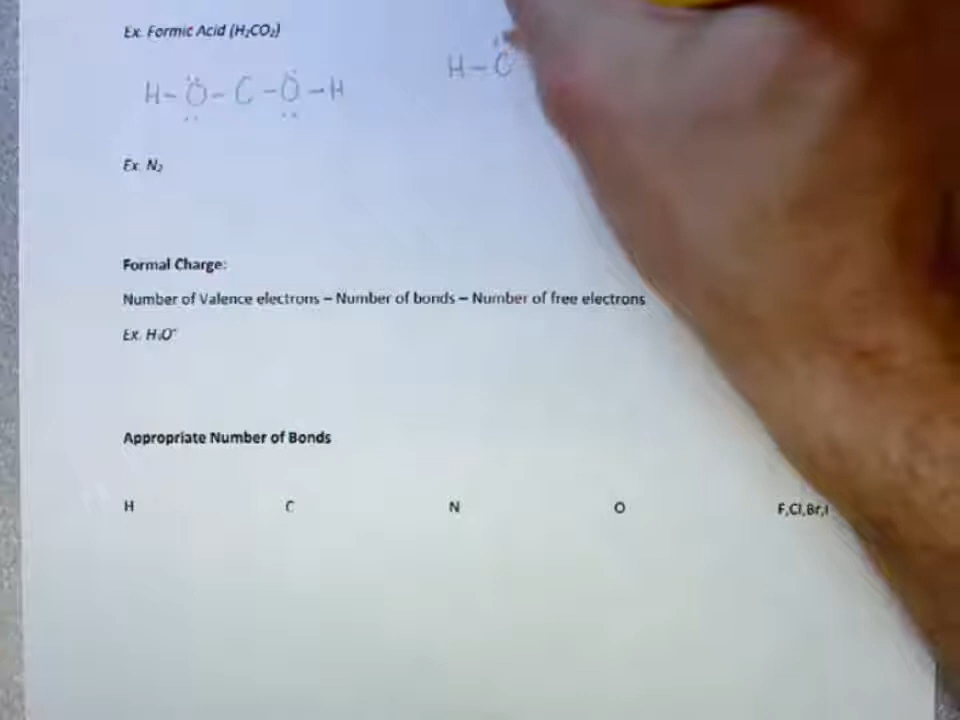 Ex. Formic Acid (H₂CO₂)
H-Ö-C-Ö-H
H-
Ex. N₂
Formal Charge:
Number of Valence electrons – Number of bonds – Number of free electrons
Ex.
Appropriate Number of Bonds
H C N O F,Cl,Br,I